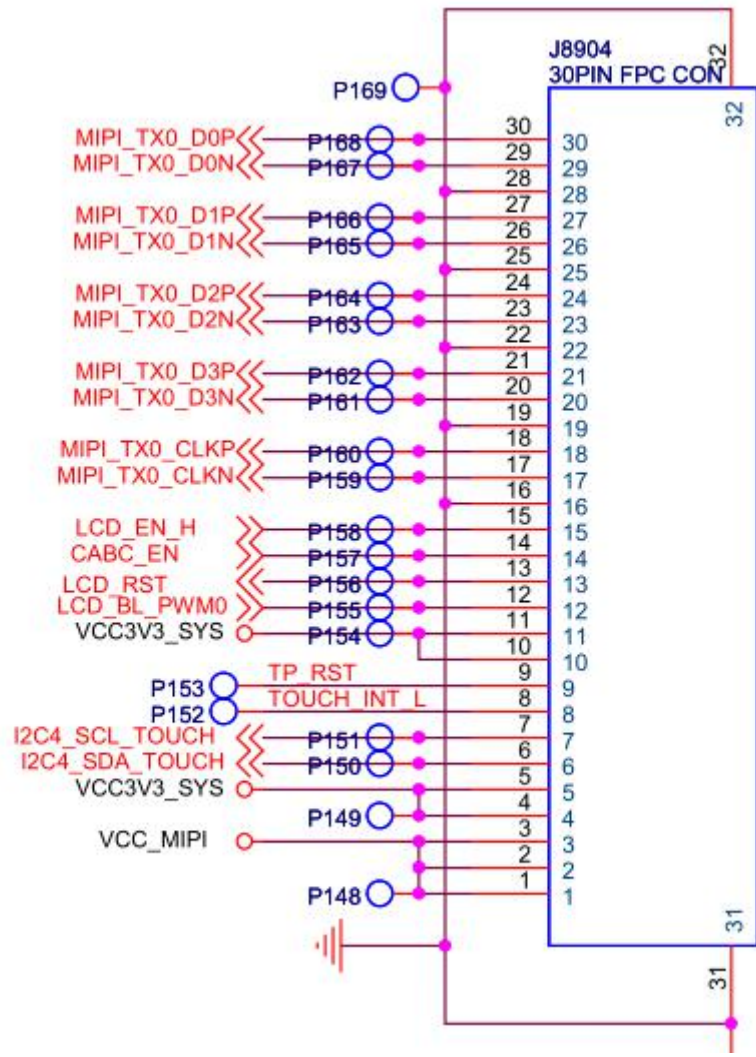 J8904
30PIN FPC CON
32
32
P169
MIPI_TX0_D0P P168 30 30
MIPI_TX0_D0N P167 29 29
28 28
MIPI_TX0_D1P P166 27 27
MIPI_TX0_D1N P165 26 26
25 25
MIPI_TX0_D2P P164 24 24
MIPI_TX0_D2N P163 23 23
22 22
MIPI_TX0_D3P P162 21 21
MIPI_TX0_D3N P161 20 20
19 19
MIPI_TX0_CLKP P160 18 18
MIPI_TX0_CLKN P159 17 17
16 16
LCD_EN_H P158 15 15
CABC_EN P157 14 14
LCD_RST P156 13 13
LCD_BL_PWM0 P155 12 12
VCC3V3_SYS P154 11 11
10 10
P153 TP_RST 9 9
P152 TOUCH_INT_L 8 8
I2C4_SCL_TOUCH P151 7 7
I2C4_SDA_TOUCH P150 6 6
VCC3V3_SYS 5 5
P149 4 4
VCC_MIPI 3 3
2 2
P148 1 1
31
31